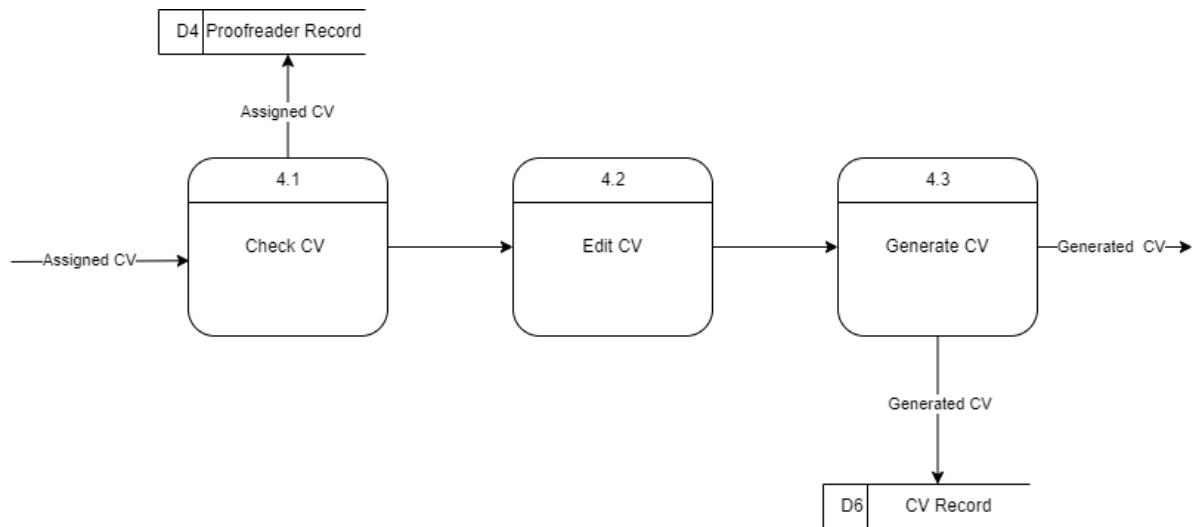 D4 Proofreader Record
Assigned CV
4.1
4.2
4.3
Check CV
Edit CV
Generate CV
Generated CV
Assigned CV
Generated CV
D6 CV Record